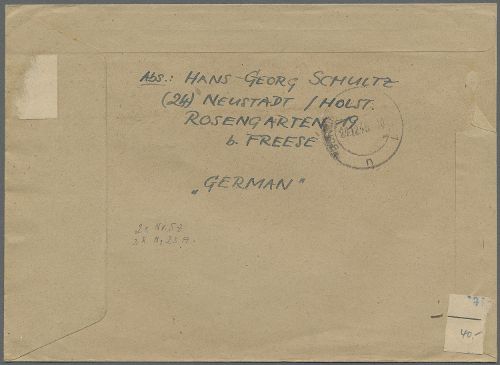 Abs.: HANS GEORG SCHULTZ
(24) NEUSTADT / HOLST.
ROSENGARTEN 19
b. FREESE
„GERMAN"
40.-